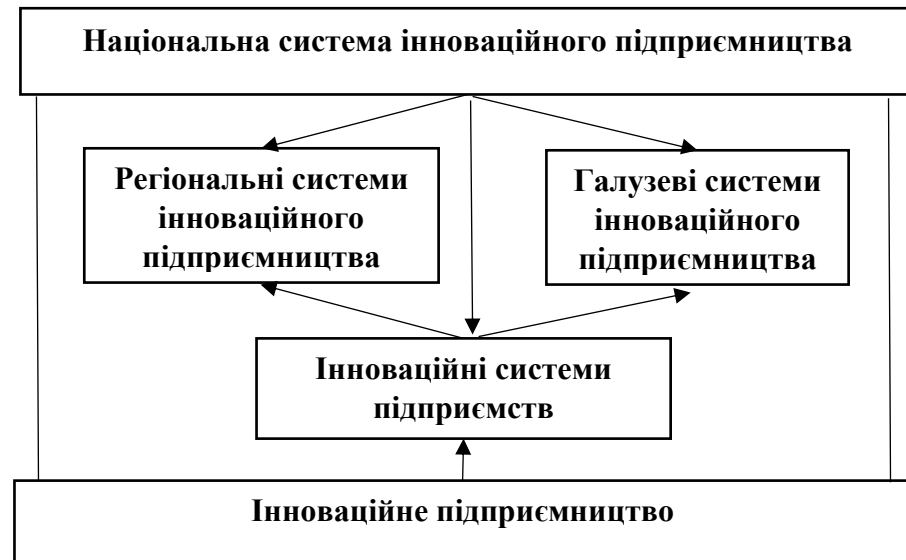 Національна система інноваційного підприємництва
Регіональні системи
інноваційного
підприємництва
Галузеві системи
інноваційного
підприємництва
Інноваційні системи
підприємств
Інноваційне підприємництво